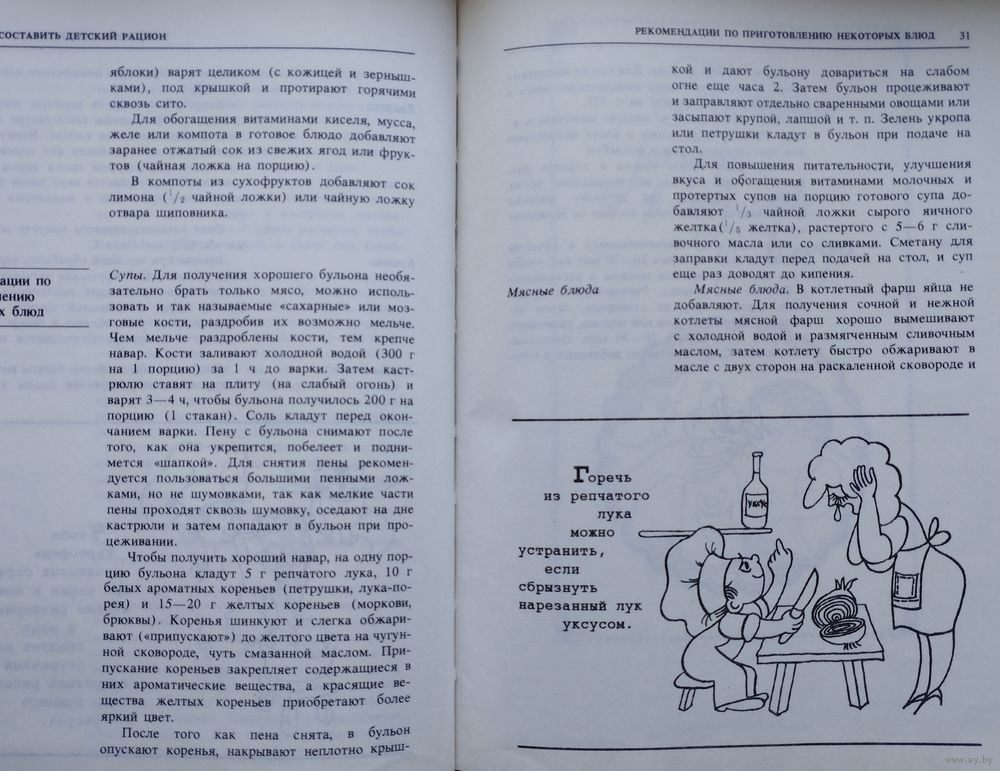 СОСТАВИТЬ ДЕТСКИЙ РАЦИОН
яблоки) варят целиком (с кожицей и зерныш-
ками), под крышкой и протирают горячими
сквозь сито.
Для обогащения витаминами киселя, мусса,
желе или компота в готовое блюдо добавляют
заранее отжатый сок из свежих ягод или фрук-
тов (чайная ложка на порцию).
В компоты из сухофруктов добавляют сок
лимона (1/2 чайной ложки) или чайную ложку
отвара шиповника.
ации по
нению
х блюд
Супы. Для получения хорошего бульона необя-
зательно брать только мясо, можно исполь-
зовать и так называемые «сахарные» или моз-
говые кости, раздробив их возможно мельче.
Чем мельче раздроблены кости, тем крепче
навар. Кости заливают холодной водой (300 г
на 1 порцию) за 1 ч до варки. Затем каст-
рюлю ставят на плиту (на слабый огонь) и
варят 3—4 ч, чтобы бульона получилось 200 г на
порцию (1 стакан). Соль кладут перед окон-
чанием варки. Пену с бульона снимают после
того, как она укрепится, побелеет и подни-
мется «шапкой». Для снятия пены рекомен-
дуется пользоваться большими пенными лож-
ками, но не шумовками, так как мелкие части
пены проходят сквозь шумовку, оседают на дне
кастрюли и затем попадают в бульон при про-
цеживании.
Чтобы получить хороший навар, на одну пор-
цию бульона кладут 5 г репчатого лука, 10 г
белых ароматных кореньев (петрушки, лука-по-
рея) и 15—20 г желтых кореньев (моркови,
брюквы). Коренья шинкуют и слегка обжари-
вают («припускают») до желтого цвета на чугун-
ной сковороде, чуть смазанной маслом. При-
пускание кореньев закрепляет содержащиеся в
них ароматические вещества, а красящие ве-
щества желтых кореньев приобретают более
яркий цвет.
После того как пена снята, в бульон
опускают коренья, накрывают неплотно крыш-
РЕКОМЕНДАЦИИ ПО ПРИГОТОВЛЕНИЮ НЕКОТОРЫХ БЛЮД 31
кой и дают бульону довариться на слабом
огне еще часа 2. Затем бульон процеживают
и заправляют отдельно сваренными овощами или
засыпают крупой, лапшой и т. п. Зелень укропа
или петрушки кладут в бульон при подаче на
стол.
Для повышения питательности, улучшения
вкуса и обогащения витаминами молочных и
протертых супов на порцию готового супа до-
бавляют 1/3 чайной ложки сырого яичного
желтка(1/5 желтка), растертого с 5—6 г сли-
вочного масла или со сливками. Сметану для
заправки кладут перед подачей на стол, и суп
еще раз доводят до кипения.
Мясные блюда
Мясные блюда. В котлетный фарш яйца не
добавляют. Для получения сочной и нежной
котлеты мясной фарш хорошо вымешивают
с холодной водой и размягченным сливочным
маслом, затем котлету быстро обжаривают в
масле с двух сторон на раскаленной сковороде и
Горечь
из репчатого
лука
можно
устранить,
если
сбрызнуть
нарезанный лук
уксусом.
УКСУС
www.ay.by